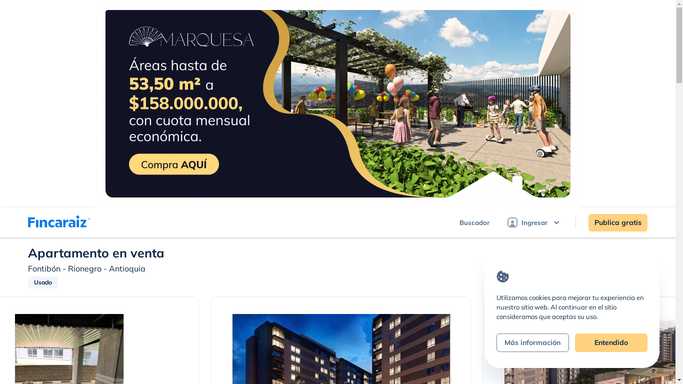 MARQUESA
Áreas hasta de
53,50 m² a
$158.000.000,
con cuota mensual
económica.
Compra AQUÍ
Fincaraiz
Buscador
Ingresar
Publica gratis
Apartamento en venta
Fontibón - Rionegro - Antioquia
Usado
Utilizamos cookies para mejorar tu experiencia en
nuestro sitio web. Al continuar en el sitio
consideramos que aceptas su uso.
Más información
Entendido